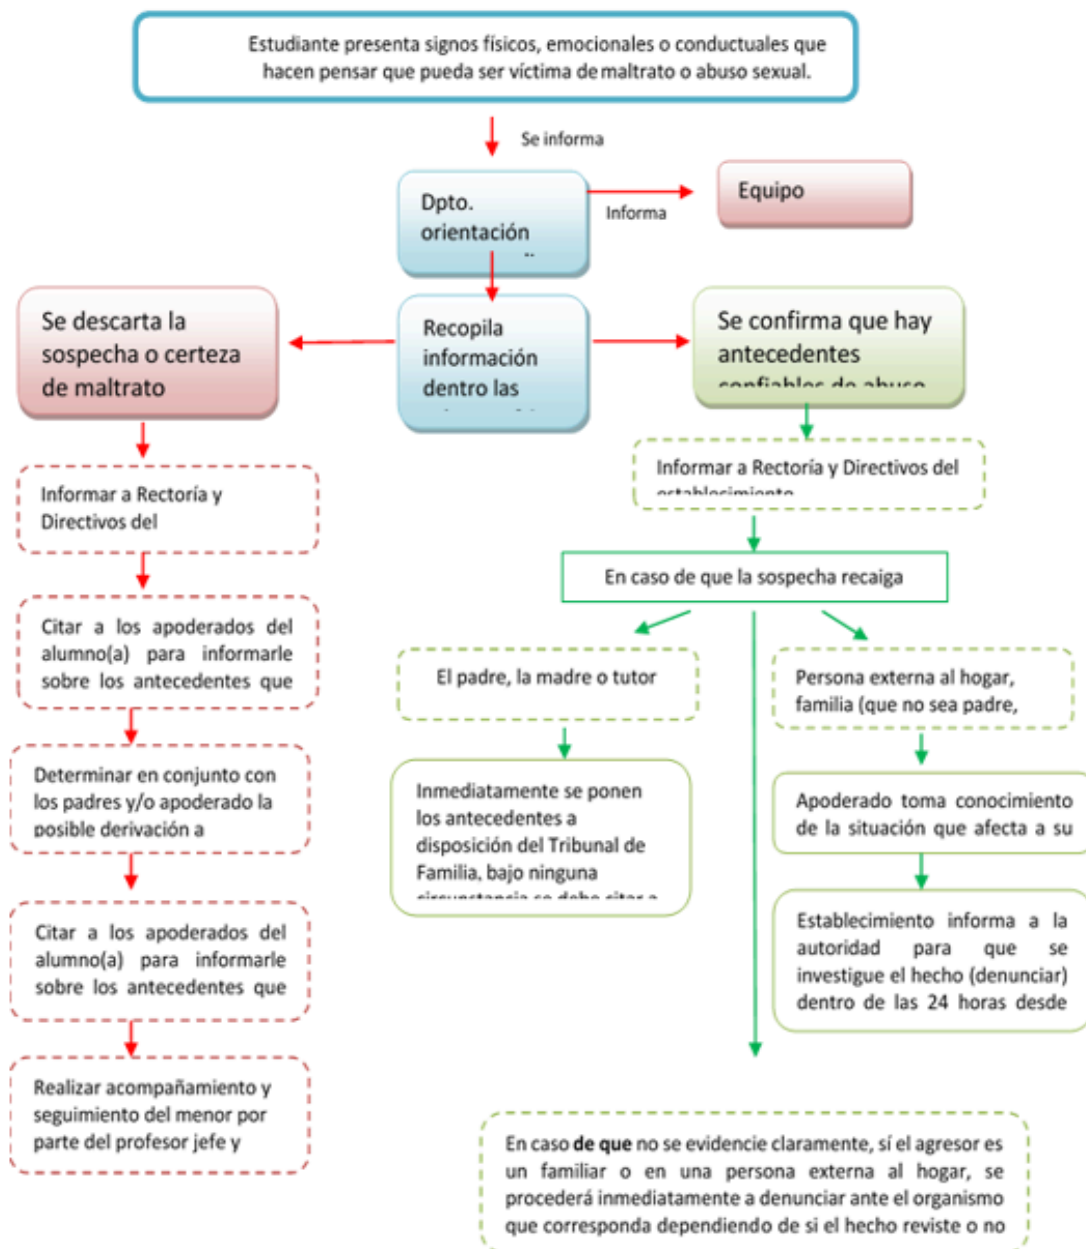 Estudiante presenta signos físicos, emocionales o conductuales que
hacen pensar que pueda ser víctima de maltrato o abuso sexual.
Se informa
Dpto.
orientación
Informa
Equipo
Se descarta la
sospecha o certeza
de maltrato
Recopila
información
dentro las
Se confirma que hay
antecedentes
confiables de abuso
Informar a Rectoría y
Directivos del
Informar a Rectoría y Directivos del
establecimiento
En caso de que la sospecha recaiga
Citar a los apoderados del
alumno(a) para informarle
sobre los antecedentes que
El padre, la madre o tutor
Persona externa al hogar,
familia (que no sea padre,
Determinar en conjunto con
los padres y/o apoderado la
posible derivación a
Inmediatamente se ponen
los antecedentes a
disposición del Tribunal de
Familia, bajo ninguna
circunstancia se debe citar a
Apoderado toma conocimiento
de la situación que afecta a su
Citar a los apoderados del
alumno(a) para informarle
sobre los antecedentes que
Establecimiento informa a la
autoridad para que se
investigue el hecho (denunciar)
dentro de las 24 horas desde
Realizar acompañamiento y
seguimiento del menor por
parte del profesor jefe y
En caso de que no se evidencie claramente, sí el agresor es
un familiar o en una persona externa al hogar, se
procederá inmediatamente a denunciar ante el organismo
que corresponda dependiendo de si el hecho reviste o no